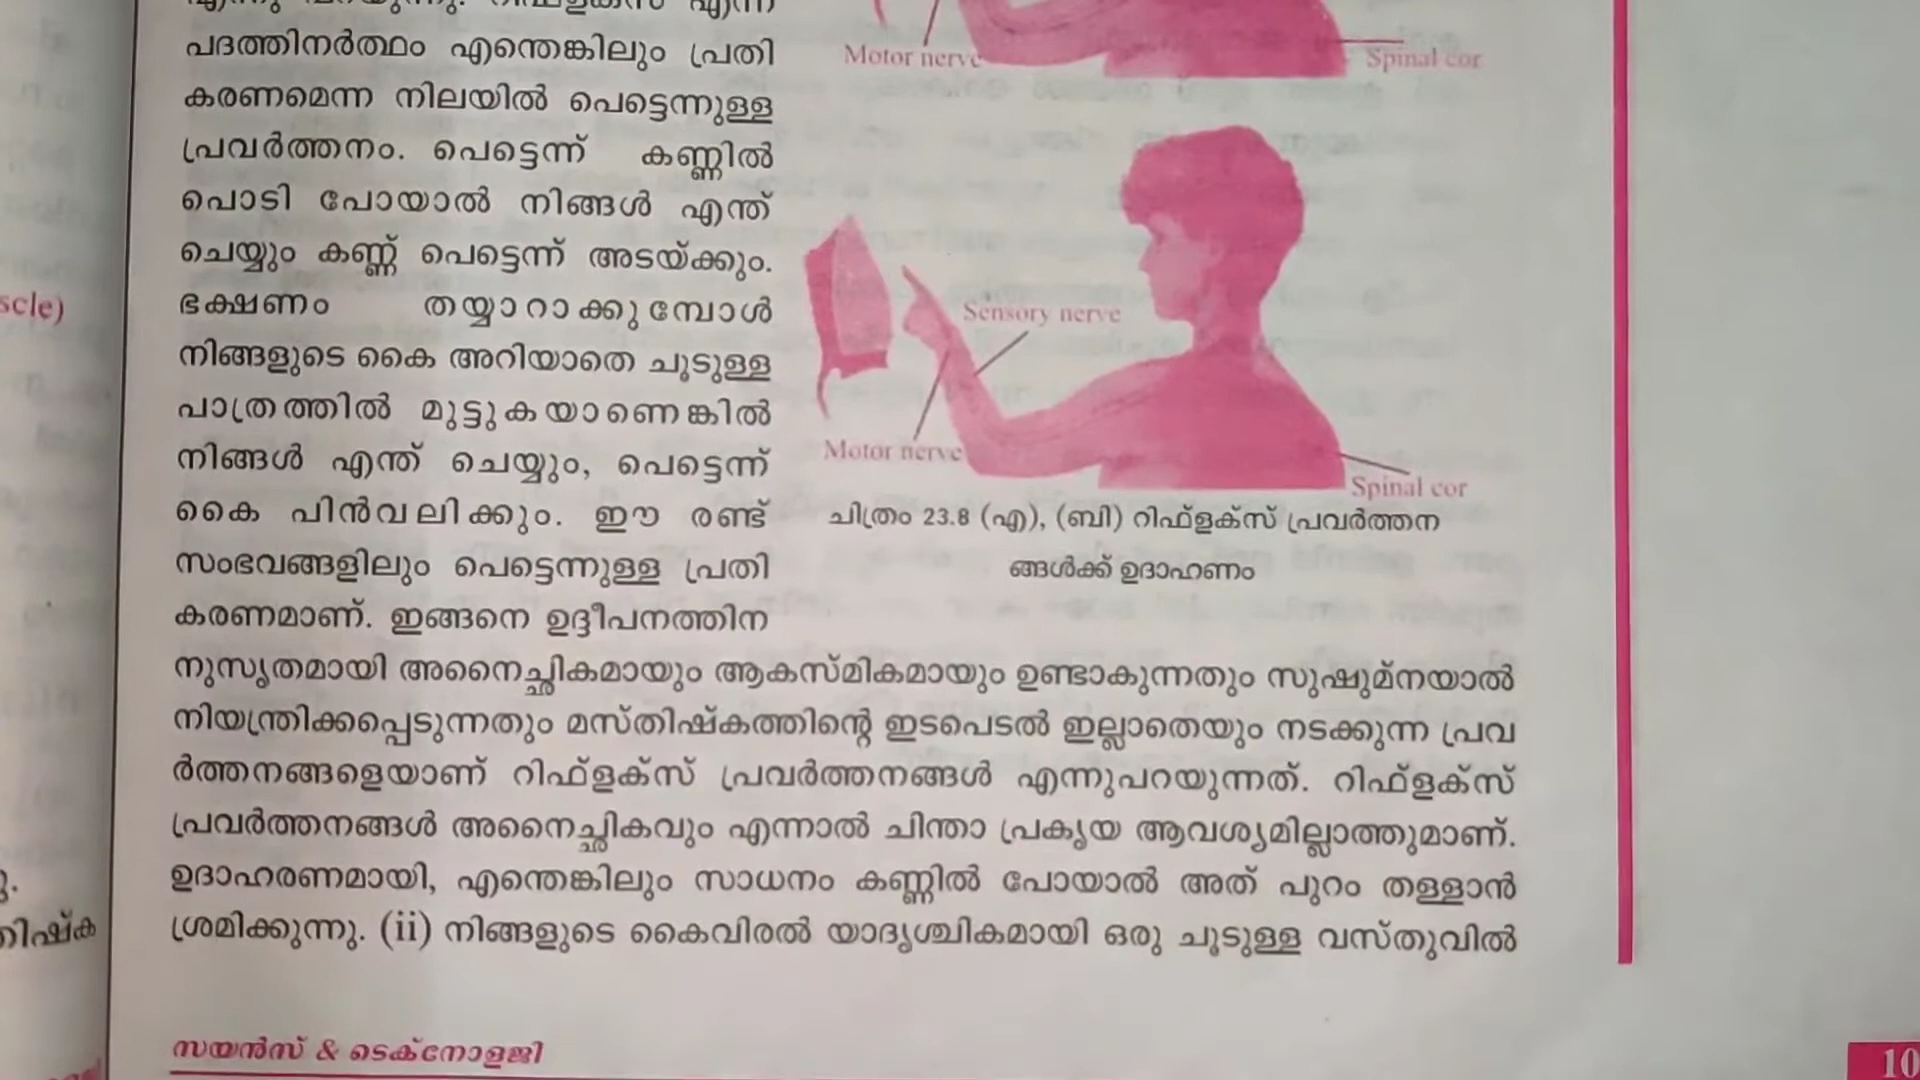 എന്നു പറയുന്നു. റിഫ്ളക്സ് എന്ന
പദത്തിനർത്ഥം എന്തെങ്കിലും പ്രതി
കരണമെന്ന നിലയിൽ പെട്ടെന്നുള്ള
പ്രവർത്തനം. പെട്ടെന്ന് കണ്ണിൽ
പൊടി പോയാൽ നിങ്ങൾ എന്ത്
ചെയ്യും കണ്ണ് പെട്ടെന്ന് അടയ്ക്കും.
ഭക്ഷണം തയ്യാറാക്കുമ്പോൾ
നിങ്ങളുടെ കൈ അറിയാതെ ചൂടുള്ള
പാത്രത്തിൽ മുട്ടുകയാണെങ്കിൽ
നിങ്ങൾ എന്ത് ചെയ്യും, പെട്ടെന്ന്
കൈ പിൻവലിക്കും. ഈ രണ്ട്
സംഭവങ്ങളിലും പെട്ടെന്നുള്ള പ്രതി
കരണമാണ്. ഇങ്ങനെ ഉദ്ദീപനത്തിന
Motor nerve
Spinal cor
Sensory nerve
Motor nerve
Spinal cor
ചിത്രം 23.8 (എ), (ബി) റിഫ്ളക്സ് പ്രവർത്തന
ങ്ങൾക്ക് ഉദാഹണം
നുസൃതമായി അനൈച്ഛികമായും ആകസ്മികമായും ഉണ്ടാകുന്നതും സുഷുമ്നയാൽ
നിയന്ത്രിക്കപ്പെടുന്നതും മസ്തിഷ്കത്തിന്റെ ഇടപെടൽ ഇല്ലാതെയും നടക്കുന്ന പ്രവ
ർത്തനങ്ങളെയാണ് റിഫ്ളക്സ് പ്രവർത്തനങ്ങൾ എന്നുപറയുന്നത്. റിഫ്ളക്സ്
പ്രവർത്തനങ്ങൾ അനൈച്ഛികവും എന്നാൽ ചിന്താ പ്രകൃയ ആവശ്യമില്ലാത്തുമാണ്.
ഉദാഹരണമായി, എന്തെങ്കിലും സാധനം കണ്ണിൽ പോയാൽ അത് പുറം തള്ളാൻ
ശ്രമിക്കുന്നു. (ii) നിങ്ങളുടെ കൈവിരൽ യാദൃശ്ചികമായി ഒരു ചൂടുള്ള വസ്തുവിൽ
സയൻസ് & ടെക്നോളജി
10
scle)